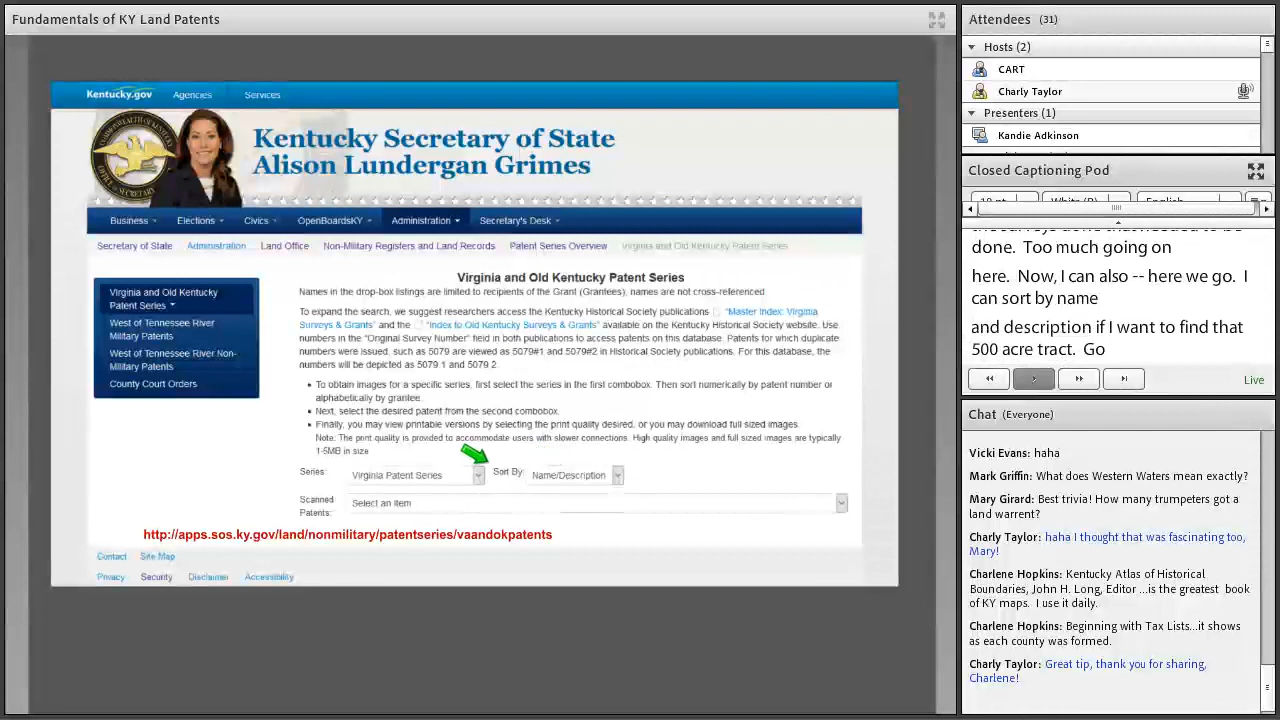 Fundamentals of KY Land Patents
Kentucky.gov Agencies Services
Kentucky Secretary of State
Alison Lundergan Grimes
Business Elections Civics OpenBoardsKY Administration Secretary's Desk
Secretary of State Administration Land Office Non-Military Registers and Land Records Patent Series Overview Virginia and Old Kentucky Patent Series
Virginia and Old Kentucky
Patent Series
West of Tennessee River
Military Patents
West of Tennessee River Non-
Military Patents
County Court Orders
Virginia and Old Kentucky Patent Series
Names in the drop-box listings are limited to recipients of the Grant (Grantees), names are not cross-referenced
To expand the search, we suggest researchers access the Kentucky Historical Society publications "Master Index: Virginia
Surveys & Grants" and the "Index to Old Kentucky Surveys & Grants" available on the Kentucky Historical Society website. Use
numbers in the "Original Survey Number" field in both publications to access patents on this database. Patents for which duplicate
numbers were issued, such as 5079 are viewed as 5079#1 and 5079#2 in Historical Society publications. For this database, the
numbers will be depicted as 5079.1 and 5079.2.
To obtain images for a specific series, first select the series in the first combobox. Then sort numerically by patent number or
alphabetically by grantee.
Next, select the desired patent from the second combobox.
Finally, you may view printable versions by selecting the print quality desired, or you may download full sized images.
Note: The print quality is provided to accommodate users with slower connections. High quality images and full sized images are typically
1-5MB in size
Series: Virginia Patent Series Sort By: Name/Description
Scanned
Patents: Select an Item
http://apps.sos.ky.gov/land/nonmilitary/patentseries/vaandokpatents
Contact Site Map
Privacy Security Disclaimer Accessibility
Attendees (31)
Hosts (2)
CART
Charly Taylor
Presenters (1)
Kandie Adkinson
Closed Captioning Pod
done. Too much going on
here. Now, I can also -- here we go. I
can sort by name
and description if I want to find that
500 acre tract. Go
Live
Chat (Everyone)
Vicki Evans: haha
Mark Griffin: What does Western Waters mean exactly?
Mary Girard: Best trivia! How many trumpeters got a
land warrent?
Charly Taylor: haha I thought that was fascinating too,
Mary!
Charlene Hopkins: Kentucky Atlas of Historical
Boundaries, John H. Long, Editor ...is the greatest book
of KY maps. I use it daily.
Charlene Hopkins: Beginning with Tax Lists...it shows
as each county was formed.
Charly Taylor: Great tip, thank you for sharing,
Charlene!